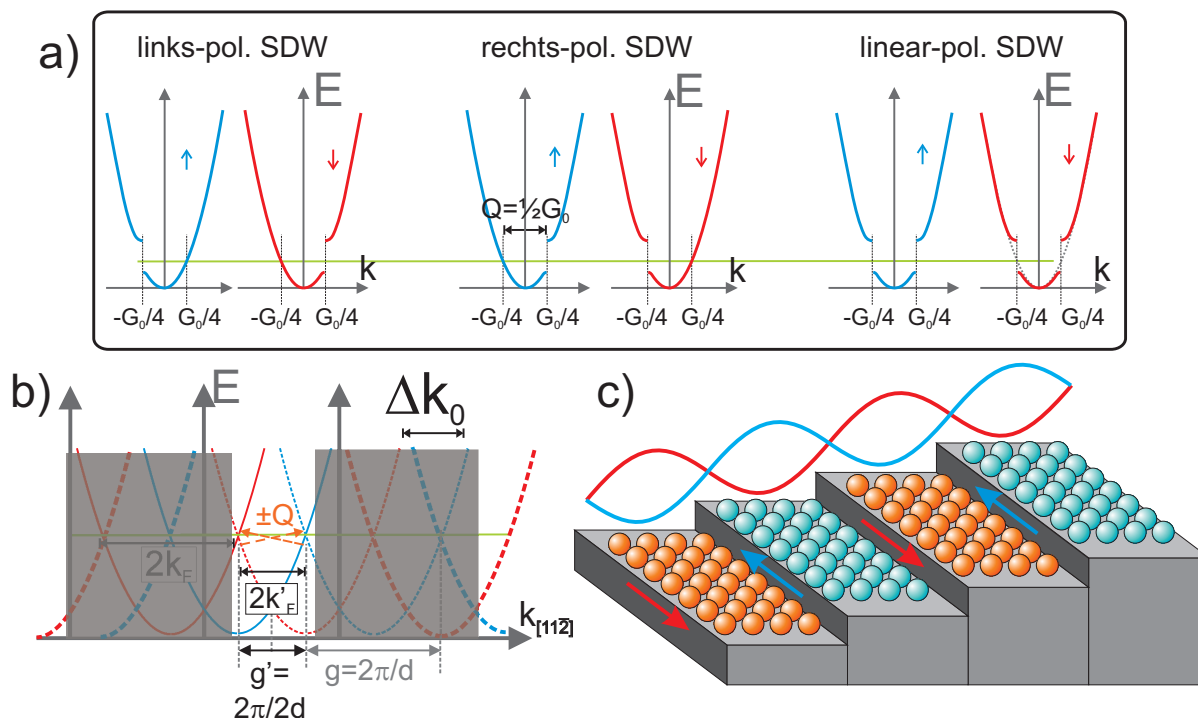 a)
links-pol. SDW
rechts-pol. SDW
linear-pol. SDW
E
E
E
↑
↓
↑
↓
↑
↓
Q=½G₀
k
k
k
-G₀/4 G₀/4 -G₀/4 G₀/4
-G₀/4 G₀/4 -G₀/4 G₀/4
-G₀/4 G₀/4 -G₀/4 G₀/4
b)
E
Δk₀
±Q
2k_F
2k'_F
k[112̄]
g'=
2π/2d
g=2π/d
c)